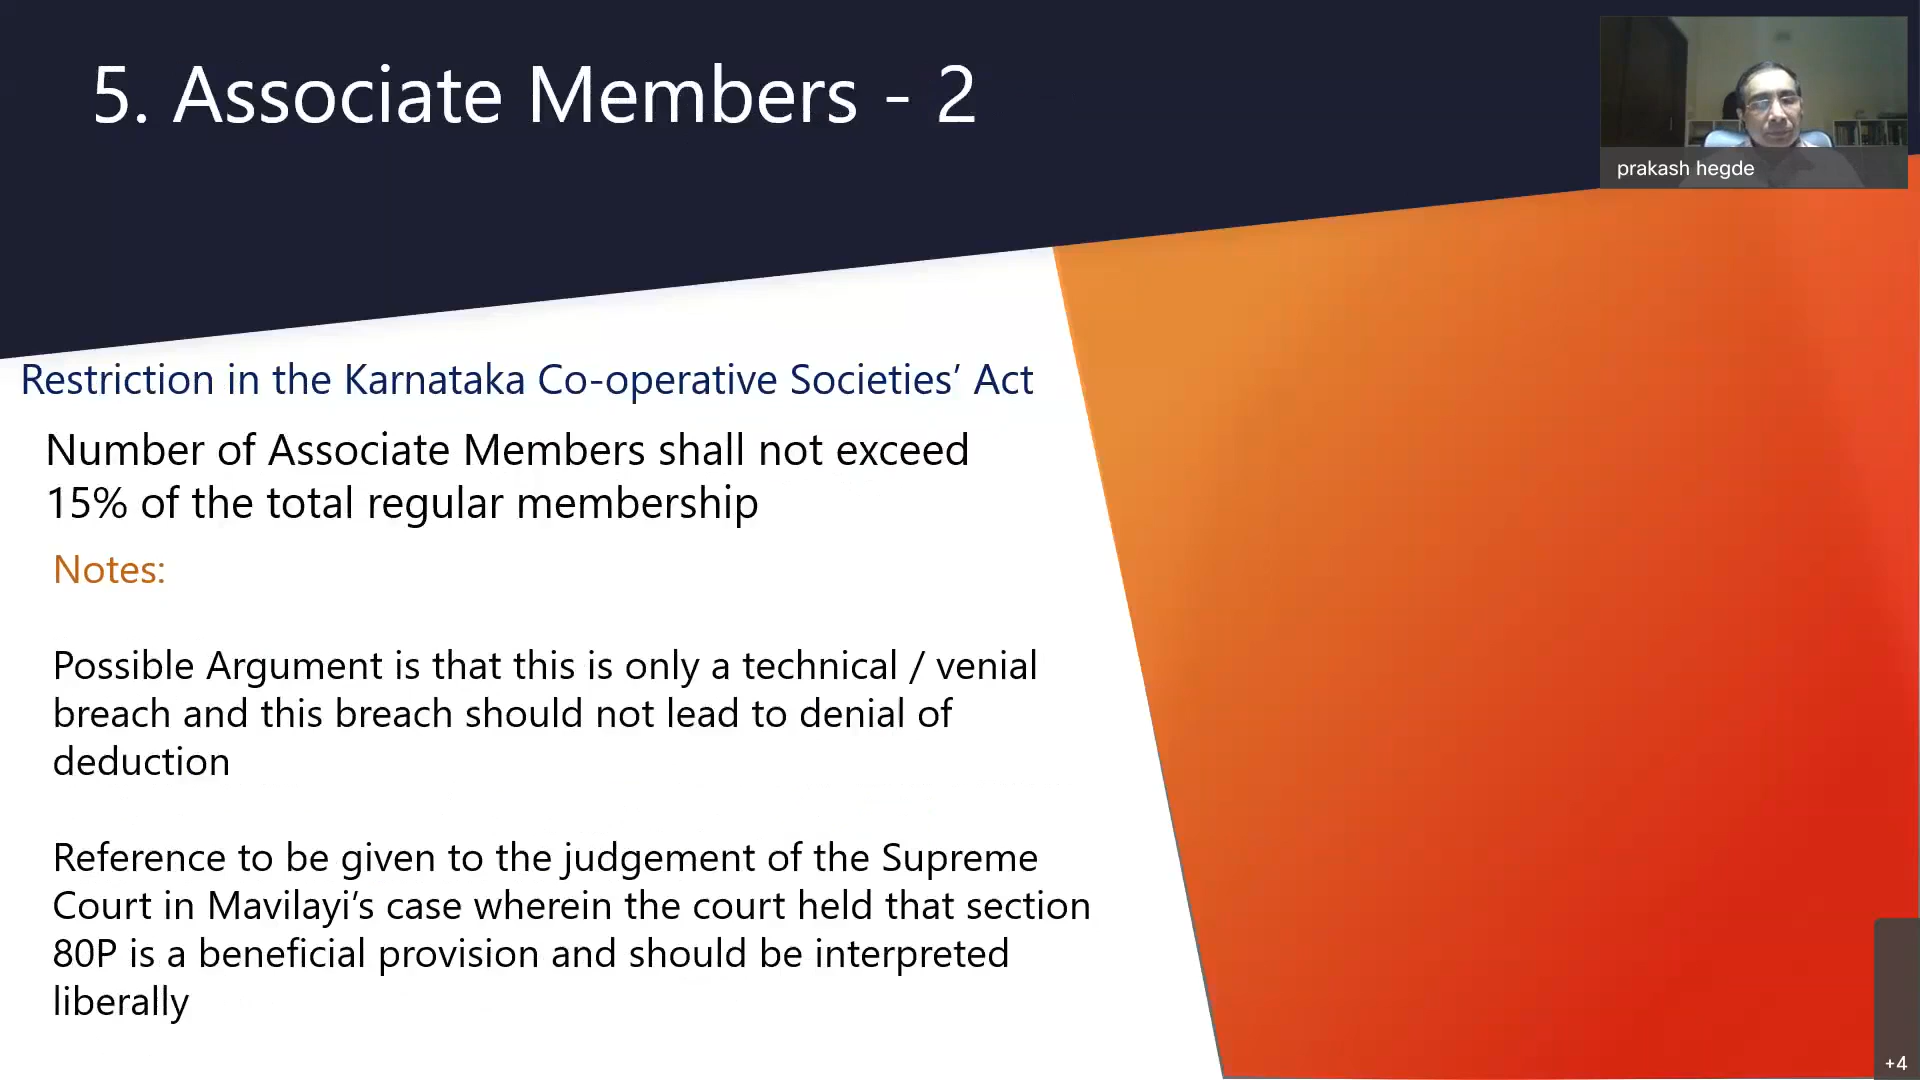 5. Associate Members - 2
prakash hegde
Restriction in the Karnataka Co-operative Societies’ Act
Number of Associate Members shall not exceed
15% of the total regular membership
Notes:
Possible Argument is that this is only a technical / venial
breach and this breach should not lead to denial of
deduction
Reference to be given to the judgement of the Supreme
Court in Mavilayi’s case wherein the court held that section
80P is a beneficial provision and should be interpreted
liberally
+4